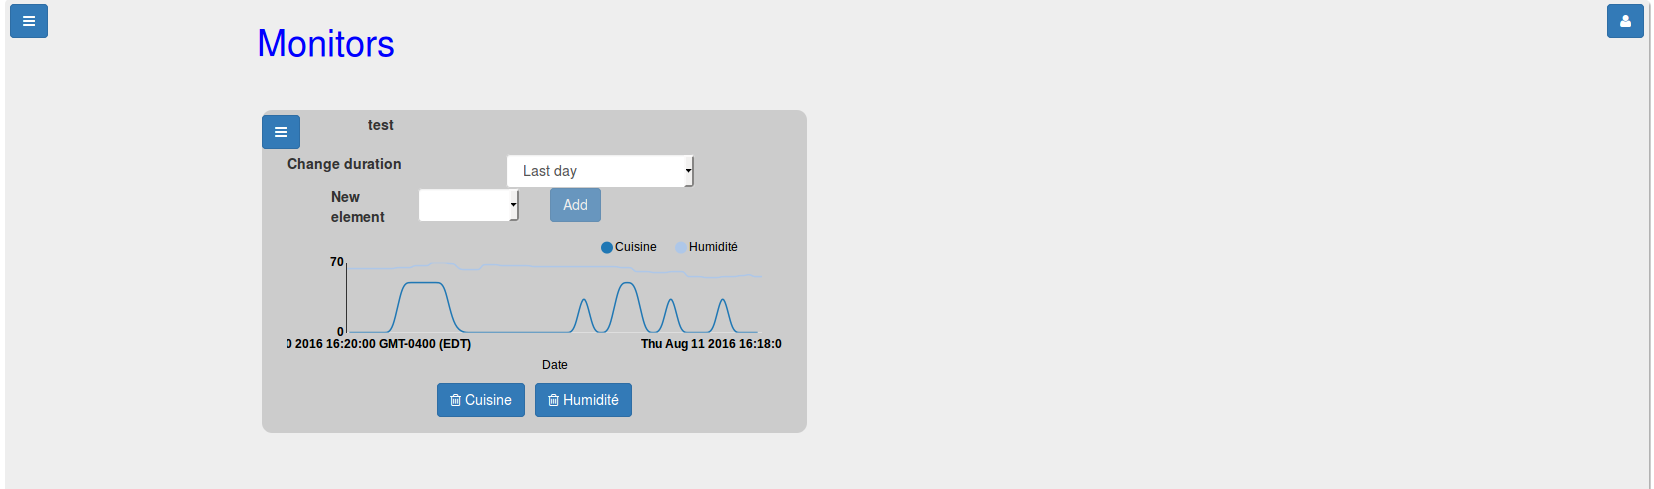 Monitors
test
Change duration
Last day
New
element
Add
Cuisine
Humidité
70
0
0 2016 16:20:00 GMT-0400 (EDT)
Thu Aug 11 2016 16:18:0
Date
Cuisine
Humidité